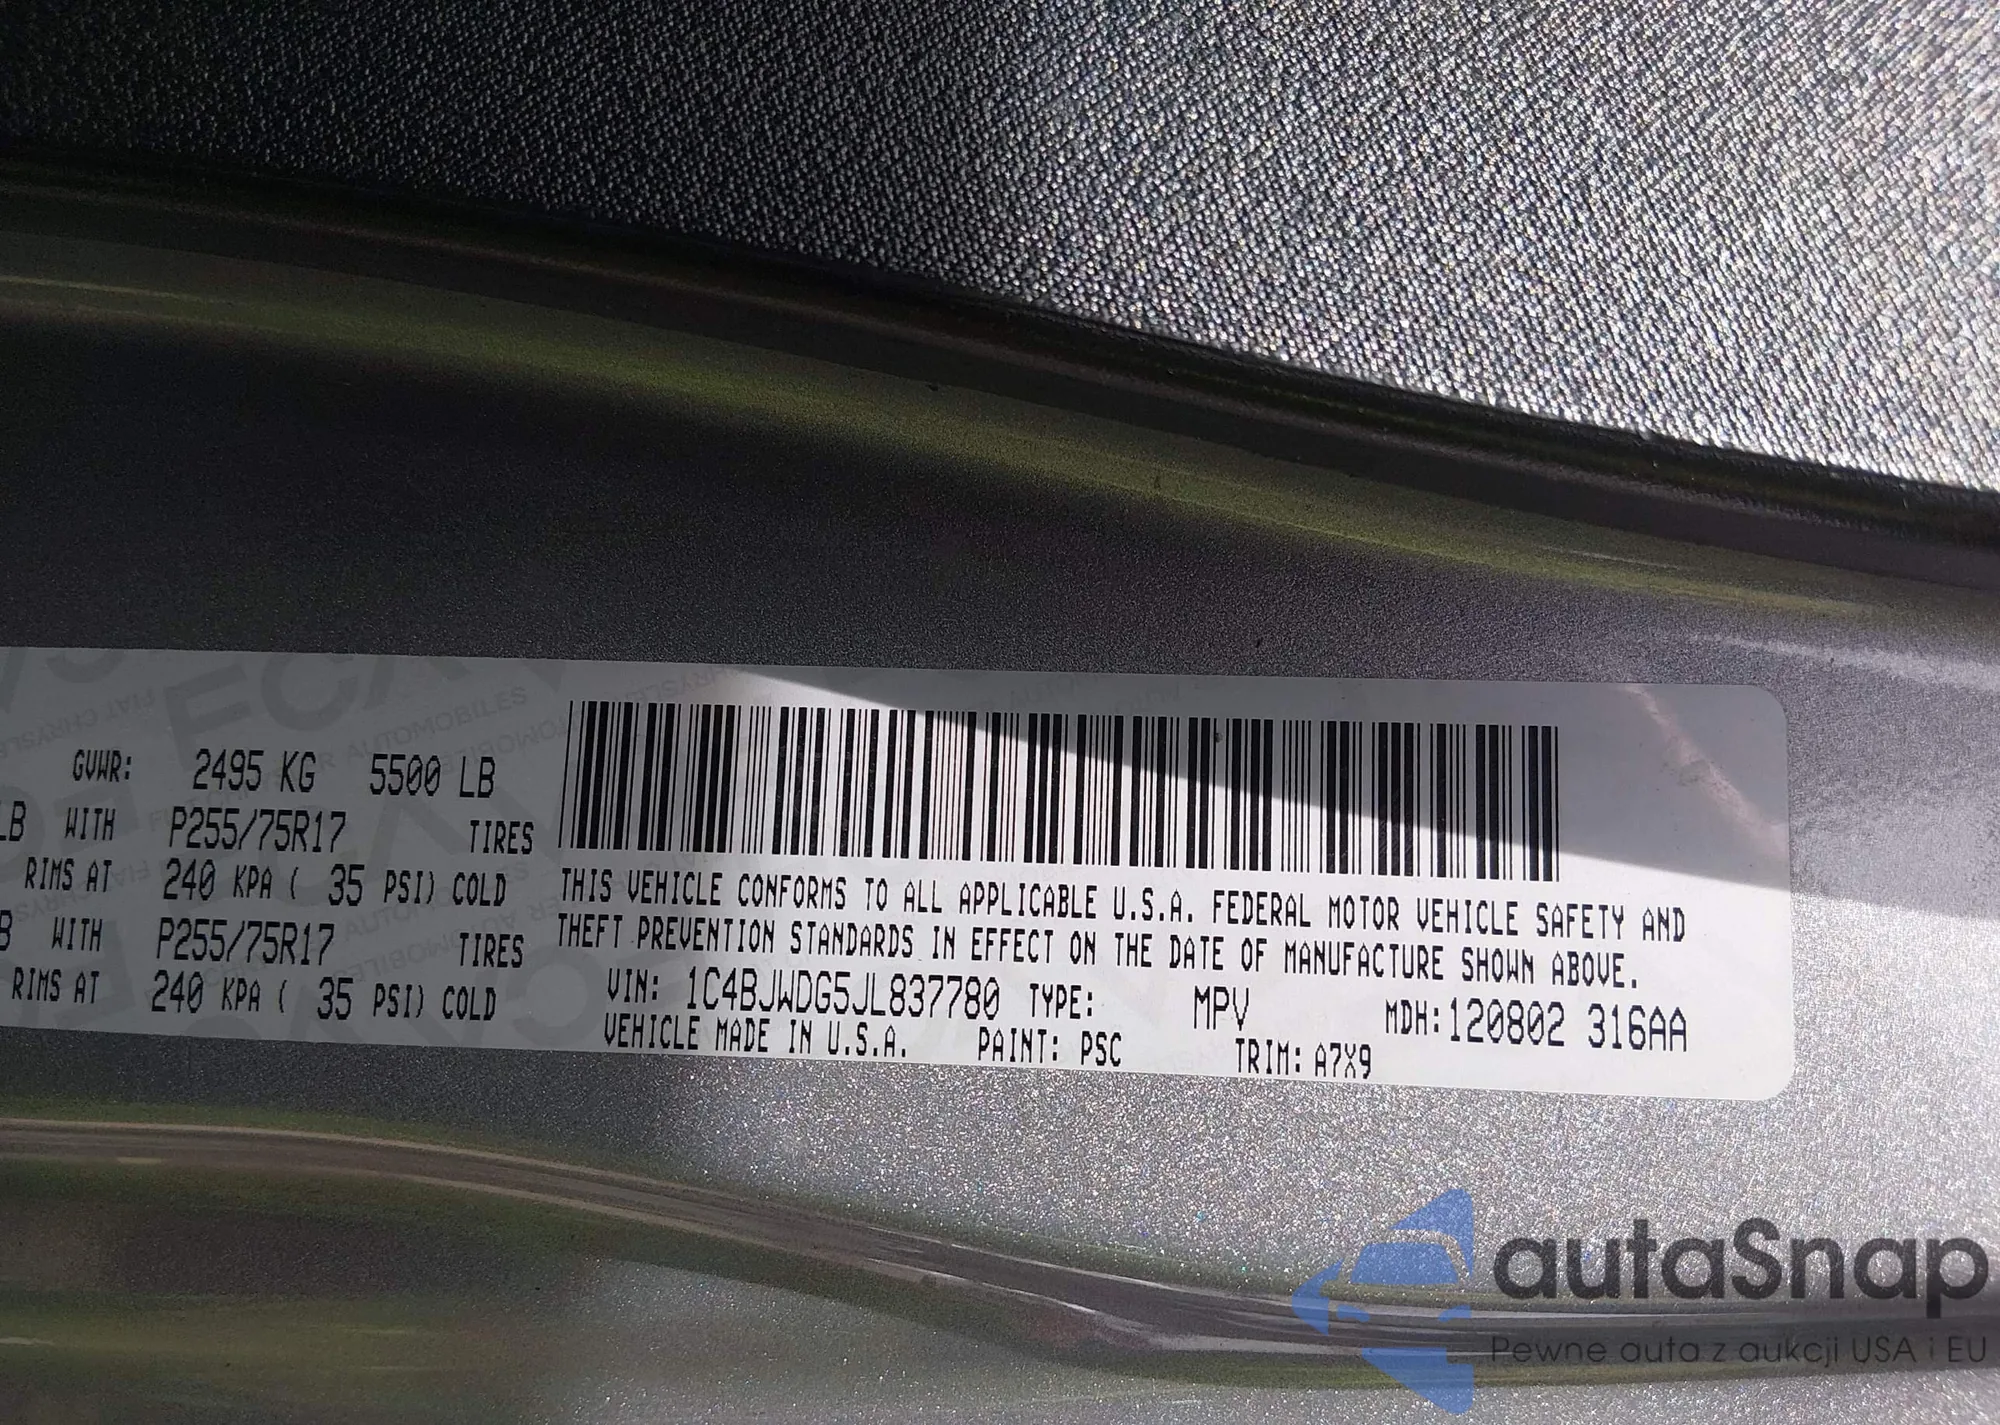 GVWR: 2495 KG 5500 LB
LB WITH P255/75R17 TIRES
RIMS AT 240 KPA ( 35 PSI) COLD
B WITH P255/75R17 TIRES
RIMS AT 240 KPA ( 35 PSI) COLD
THIS VEHICLE CONFORMS TO ALL APPLICABLE U.S.A. FEDERAL MOTOR VEHICLE SAFETY AND
THEFT PREVENTION STANDARDS IN EFFECT ON THE DATE OF MANUFACTURE SHOWN ABOVE.
VIN: 1C4BJWDG5JL837780 TYPE: MPV MDH:120802 316AA
VEHICLE MADE IN U.S.A. PAINT: PSC TRIM: A7X9
autaSnap
Pewne auta z aukcji USA i EU